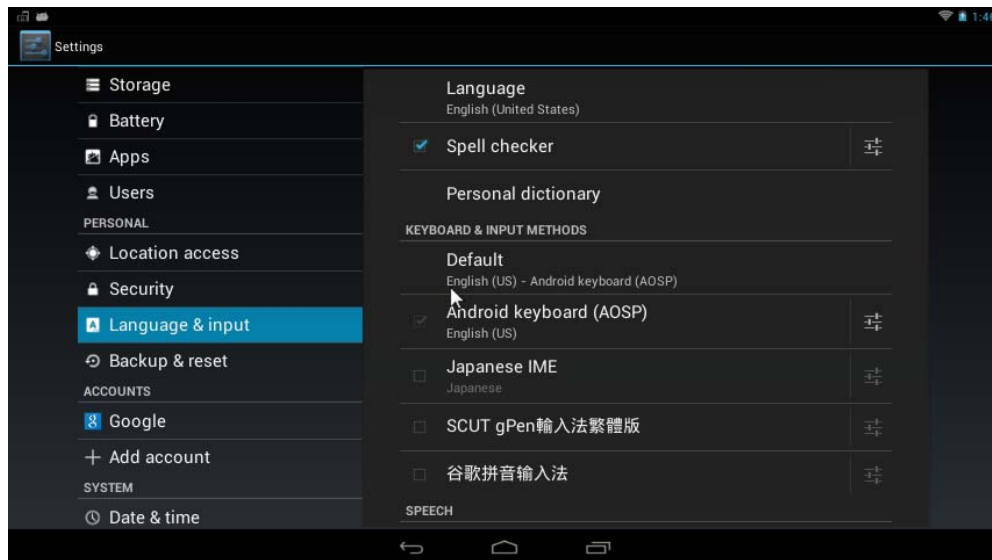 1:46
Settings
Storage
Battery
Apps
Users
PERSONAL
Location access
Security
Language & input
Backup & reset
ACCOUNTS
Google
Add account
SYSTEM
Date & time
Language
English (United States)
Spell checker
Personal dictionary
KEYBOARD & INPUT METHODS
Default
English (US) - Android keyboard (AOSP)
Android keyboard (AOSP)
English (US)
Japanese IME
Japanese
SCUT gPen輸入法繁體版
谷歌拼音输入法
SPEECH